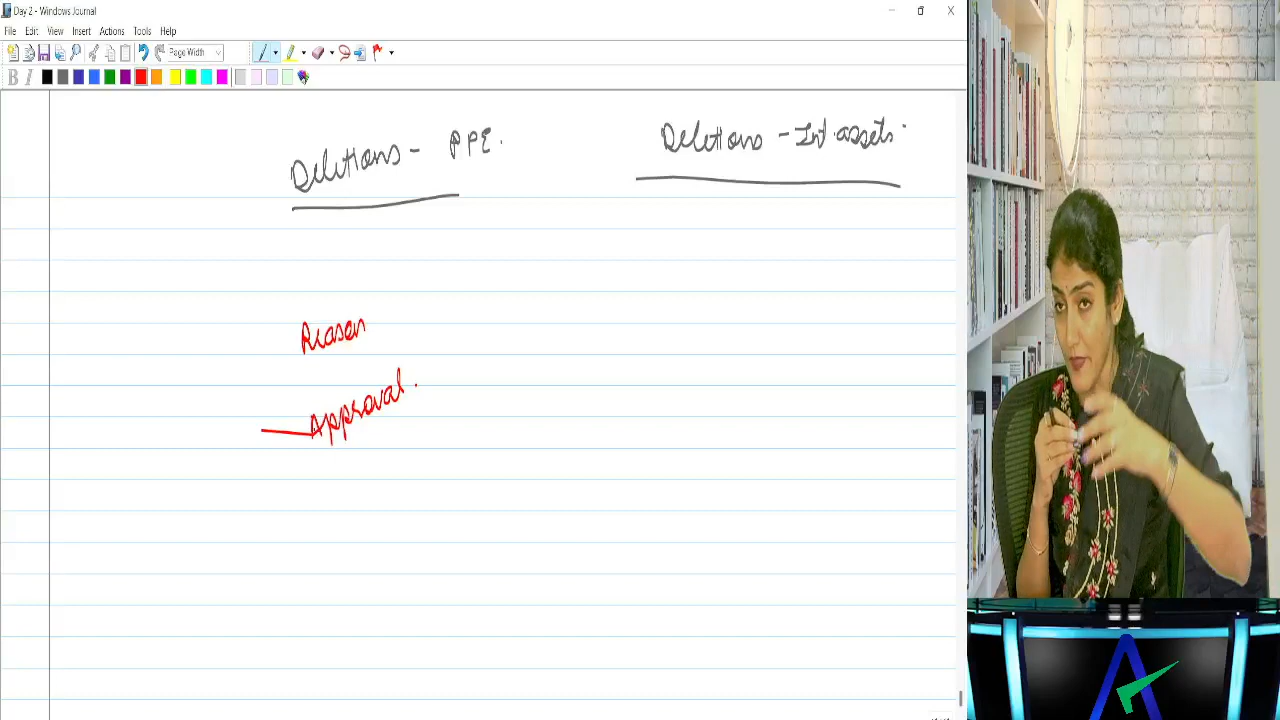 Day 2 - Windows Journal
File Edit View Insert Actions Tools Help
Page Width
B I
Deletions - PPE.
Deletions - Int assets.
Reason
Approval.